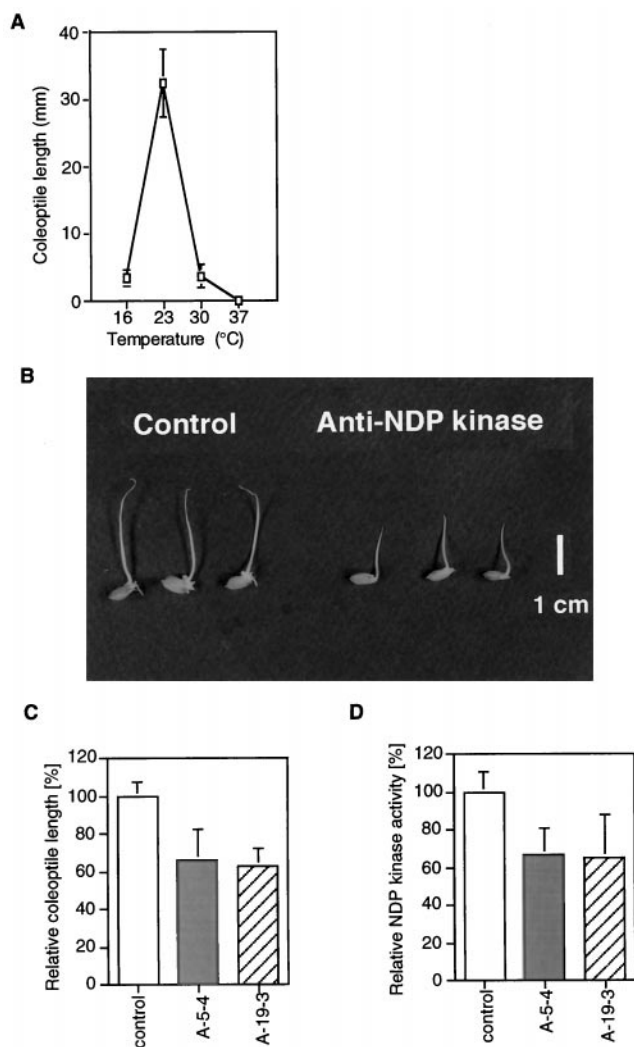 A
40
30
20
10
0
Coleoptile length (mm)
16 23 30 37
Temperature (°C)
B
Control Anti-NDP kinase
1 cm
C
120
100
80
60
40
20
0
Relative coleoptile length [%]
control
A-5-4
A-19-3
D
120
100
80
60
40
20
0
Relative NDP kinase activity [%]
control
A-5-4
A-19-3